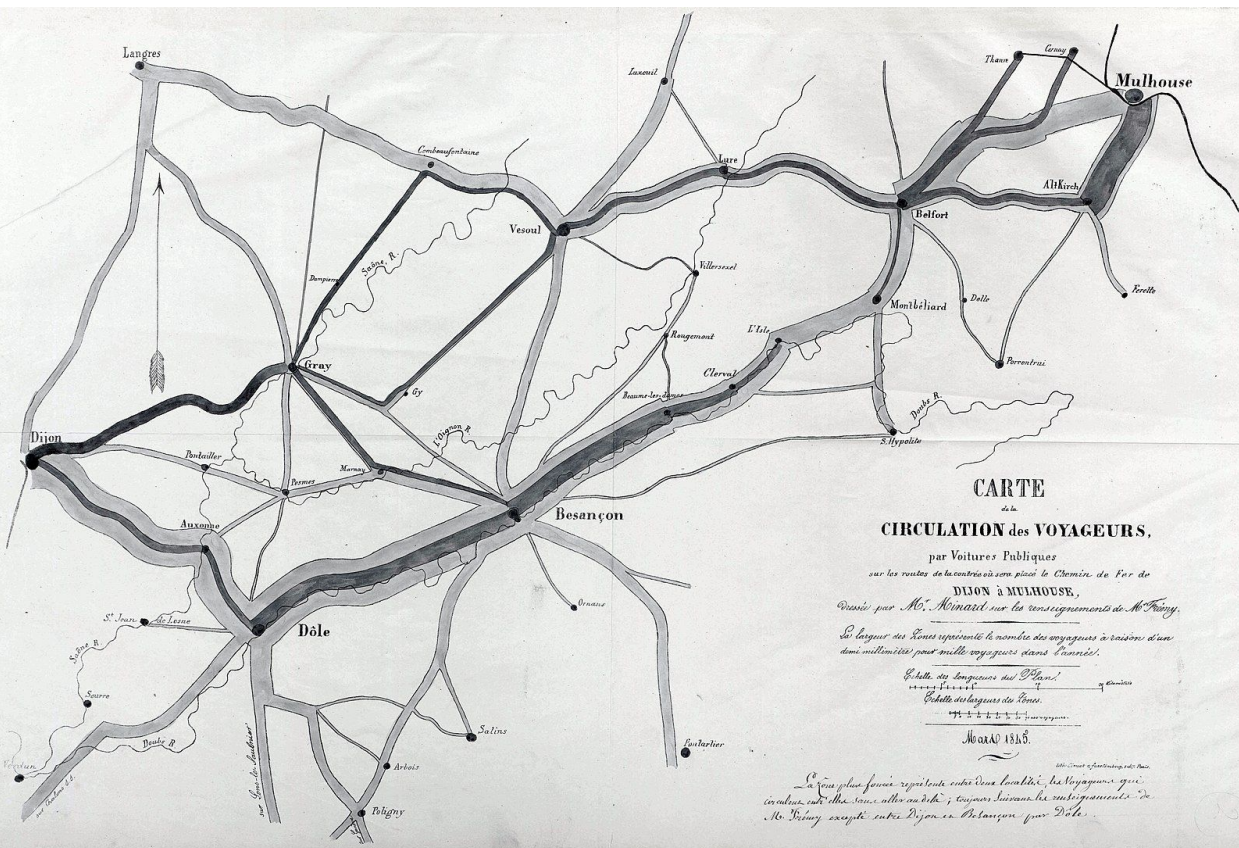 Langres
Luxeuil
Thann
Cernay
Mulhouse
Combeaufontaine
Lure
AltKirch
Vesoul
Belfort
Dampierre
Saône, R.
Villersexel
Ferette
Montbéliard
Delle
L'Isle
Rougemont
Porrentrui
Gray
Gy
Clerval
Beaume-les-dames
Doubs R.
L'Oignon R.
S. Hypolite
Dijon
Pontailler
Marnay
Pesmes
Besançon
Auxonne
Ornans
St. Jean de Losne
Dôle
Saône R.
Seurre
Doubs R
Salins
Verdun
Pontarlier
Arbois
Poligny
CARTE
de la
CIRCULATION des VOYAGEURS,
par Voitures Publiques
sur les routes de la contrée où sera placé le Chemin de Fer de
DIJON à MULHOUSE,
dressée par Mr. Minard sur les renseignements de Mr. Frémy.
La largeur des Zones représente le nombre des voyageurs à raison d'un
demi millimètre pour mille voyageurs dans l'année.
Echelle des longueurs du Plan.
Echelle des largeurs des Zones.
Mars 1845.
La zône plus foncée représente entre deux localités, les Voyageurs qui
circulent entr'elles sans aller au delà ; toujours suivans les renseignements de
M. Frémy excepté entre Dijon et Besançon par Dôle.